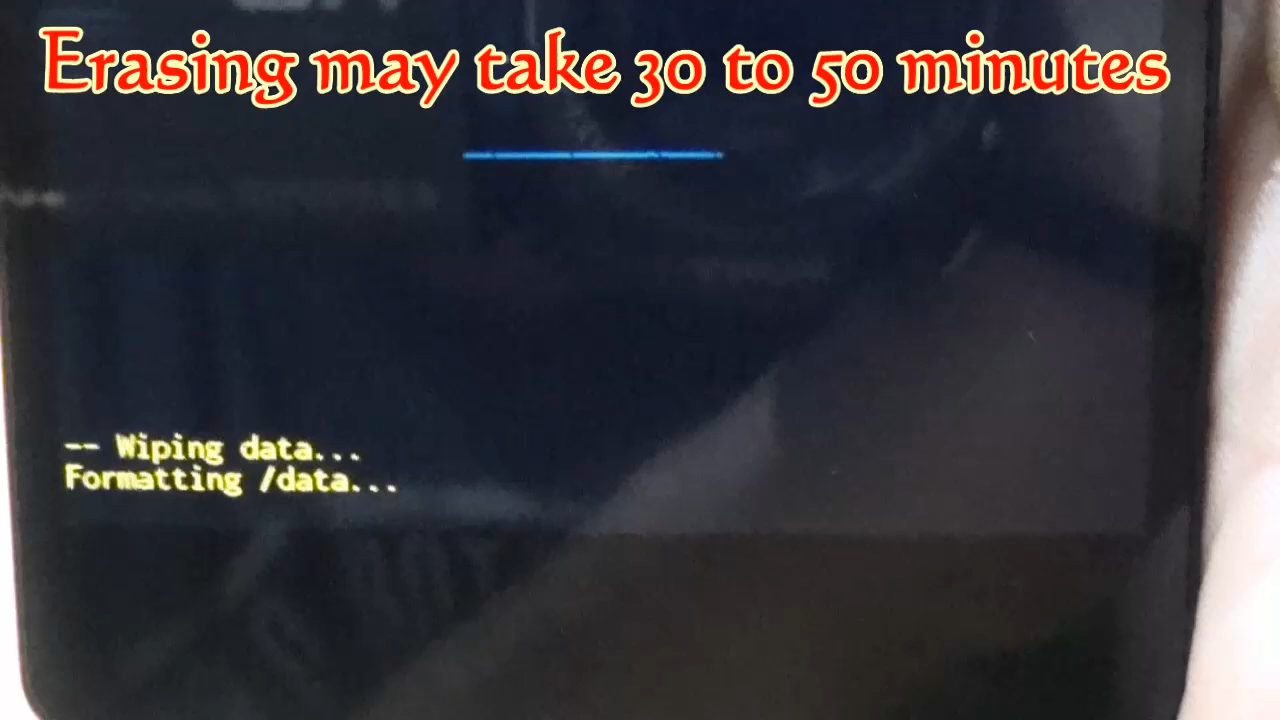 Erasing may take 30 to 50 minutes
-- Wiping data...
Formatting /data...